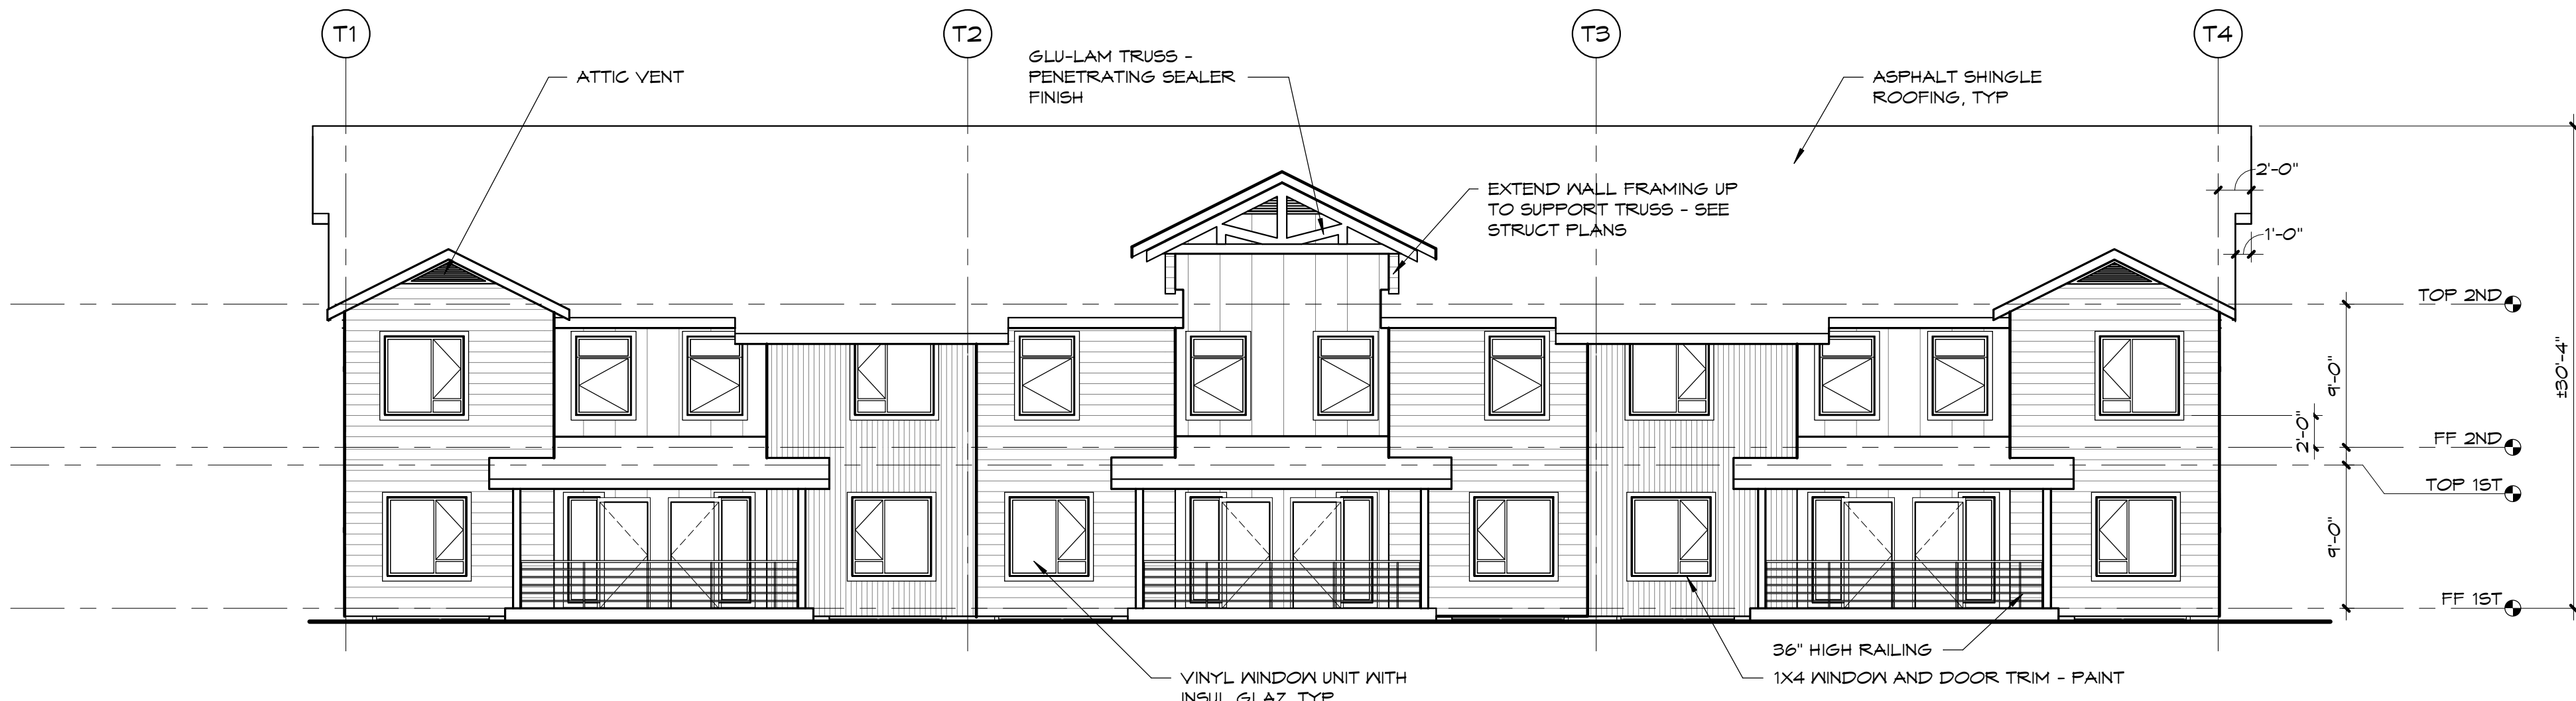 T1
T2
T3
T4
ATTIC VENT
GLU-LAM TRUSS -
PENETRATING SEALER
FINISH
ASPHALT SHINGLE
ROOFING, TYP
EXTEND WALL FRAMING UP
TO SUPPORT TRUSS - SEE
STRUCT PLANS
2'-0"
1'-0"
TOP 2ND
9'-0"
±30'-4"
2'-0"
FF 2ND
TOP 1ST
9'-0"
FF 1ST
36" HIGH RAILING
1X4 WINDOW AND DOOR TRIM - PAINT
VINYL WINDOW UNIT WITH
INSUL GLAZ, TYP